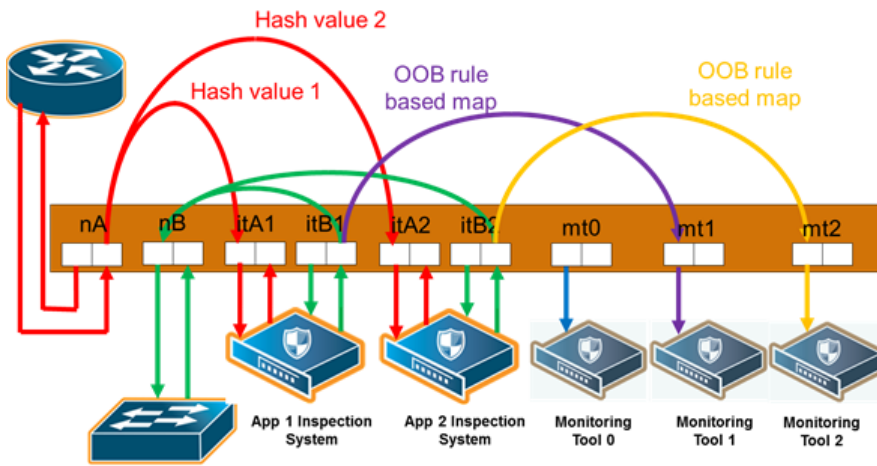 Hash value 2
Hash value 1
OOB rule
based map
OOB rule
based map
nA
nB
itA1
itB1
itA2
itB2
mt0
mt1
mt2
App 1 Inspection
System
App 2 Inspection
System
Monitoring
Tool 0
Monitoring
Tool 1
Monitoring
Tool 2